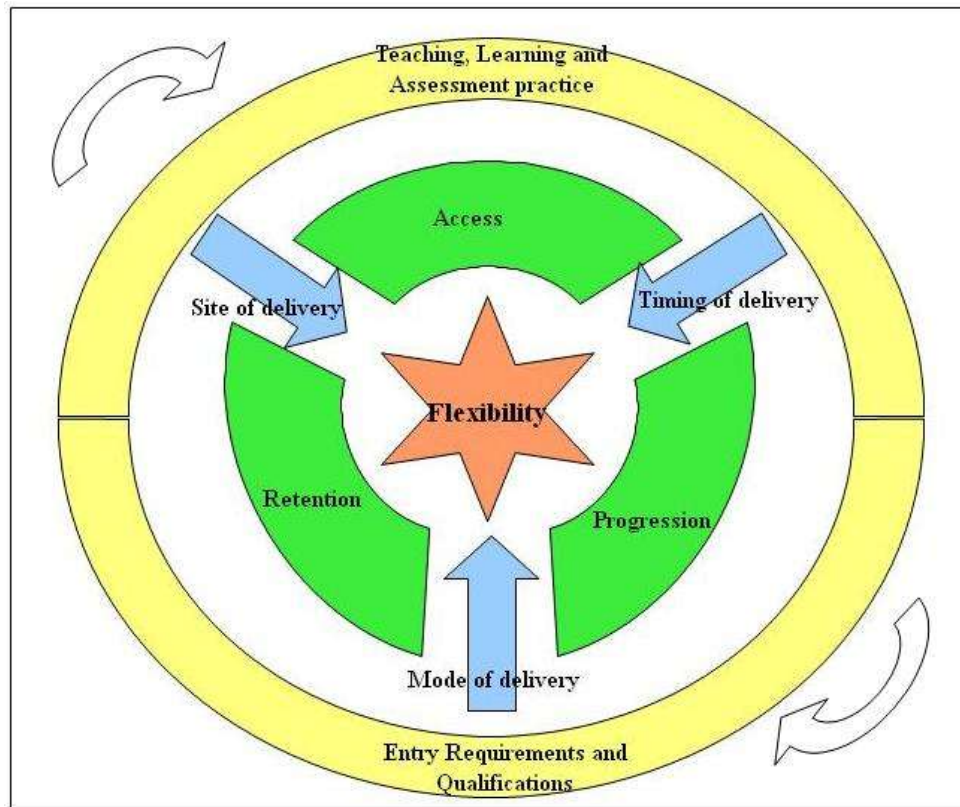 Teaching, Learning and
Assessment practice
Access
Site of delivery
Timing of delivery
Flexibility
Retention
Progression
Mode of delivery
Entry Requirements and
Qualifications